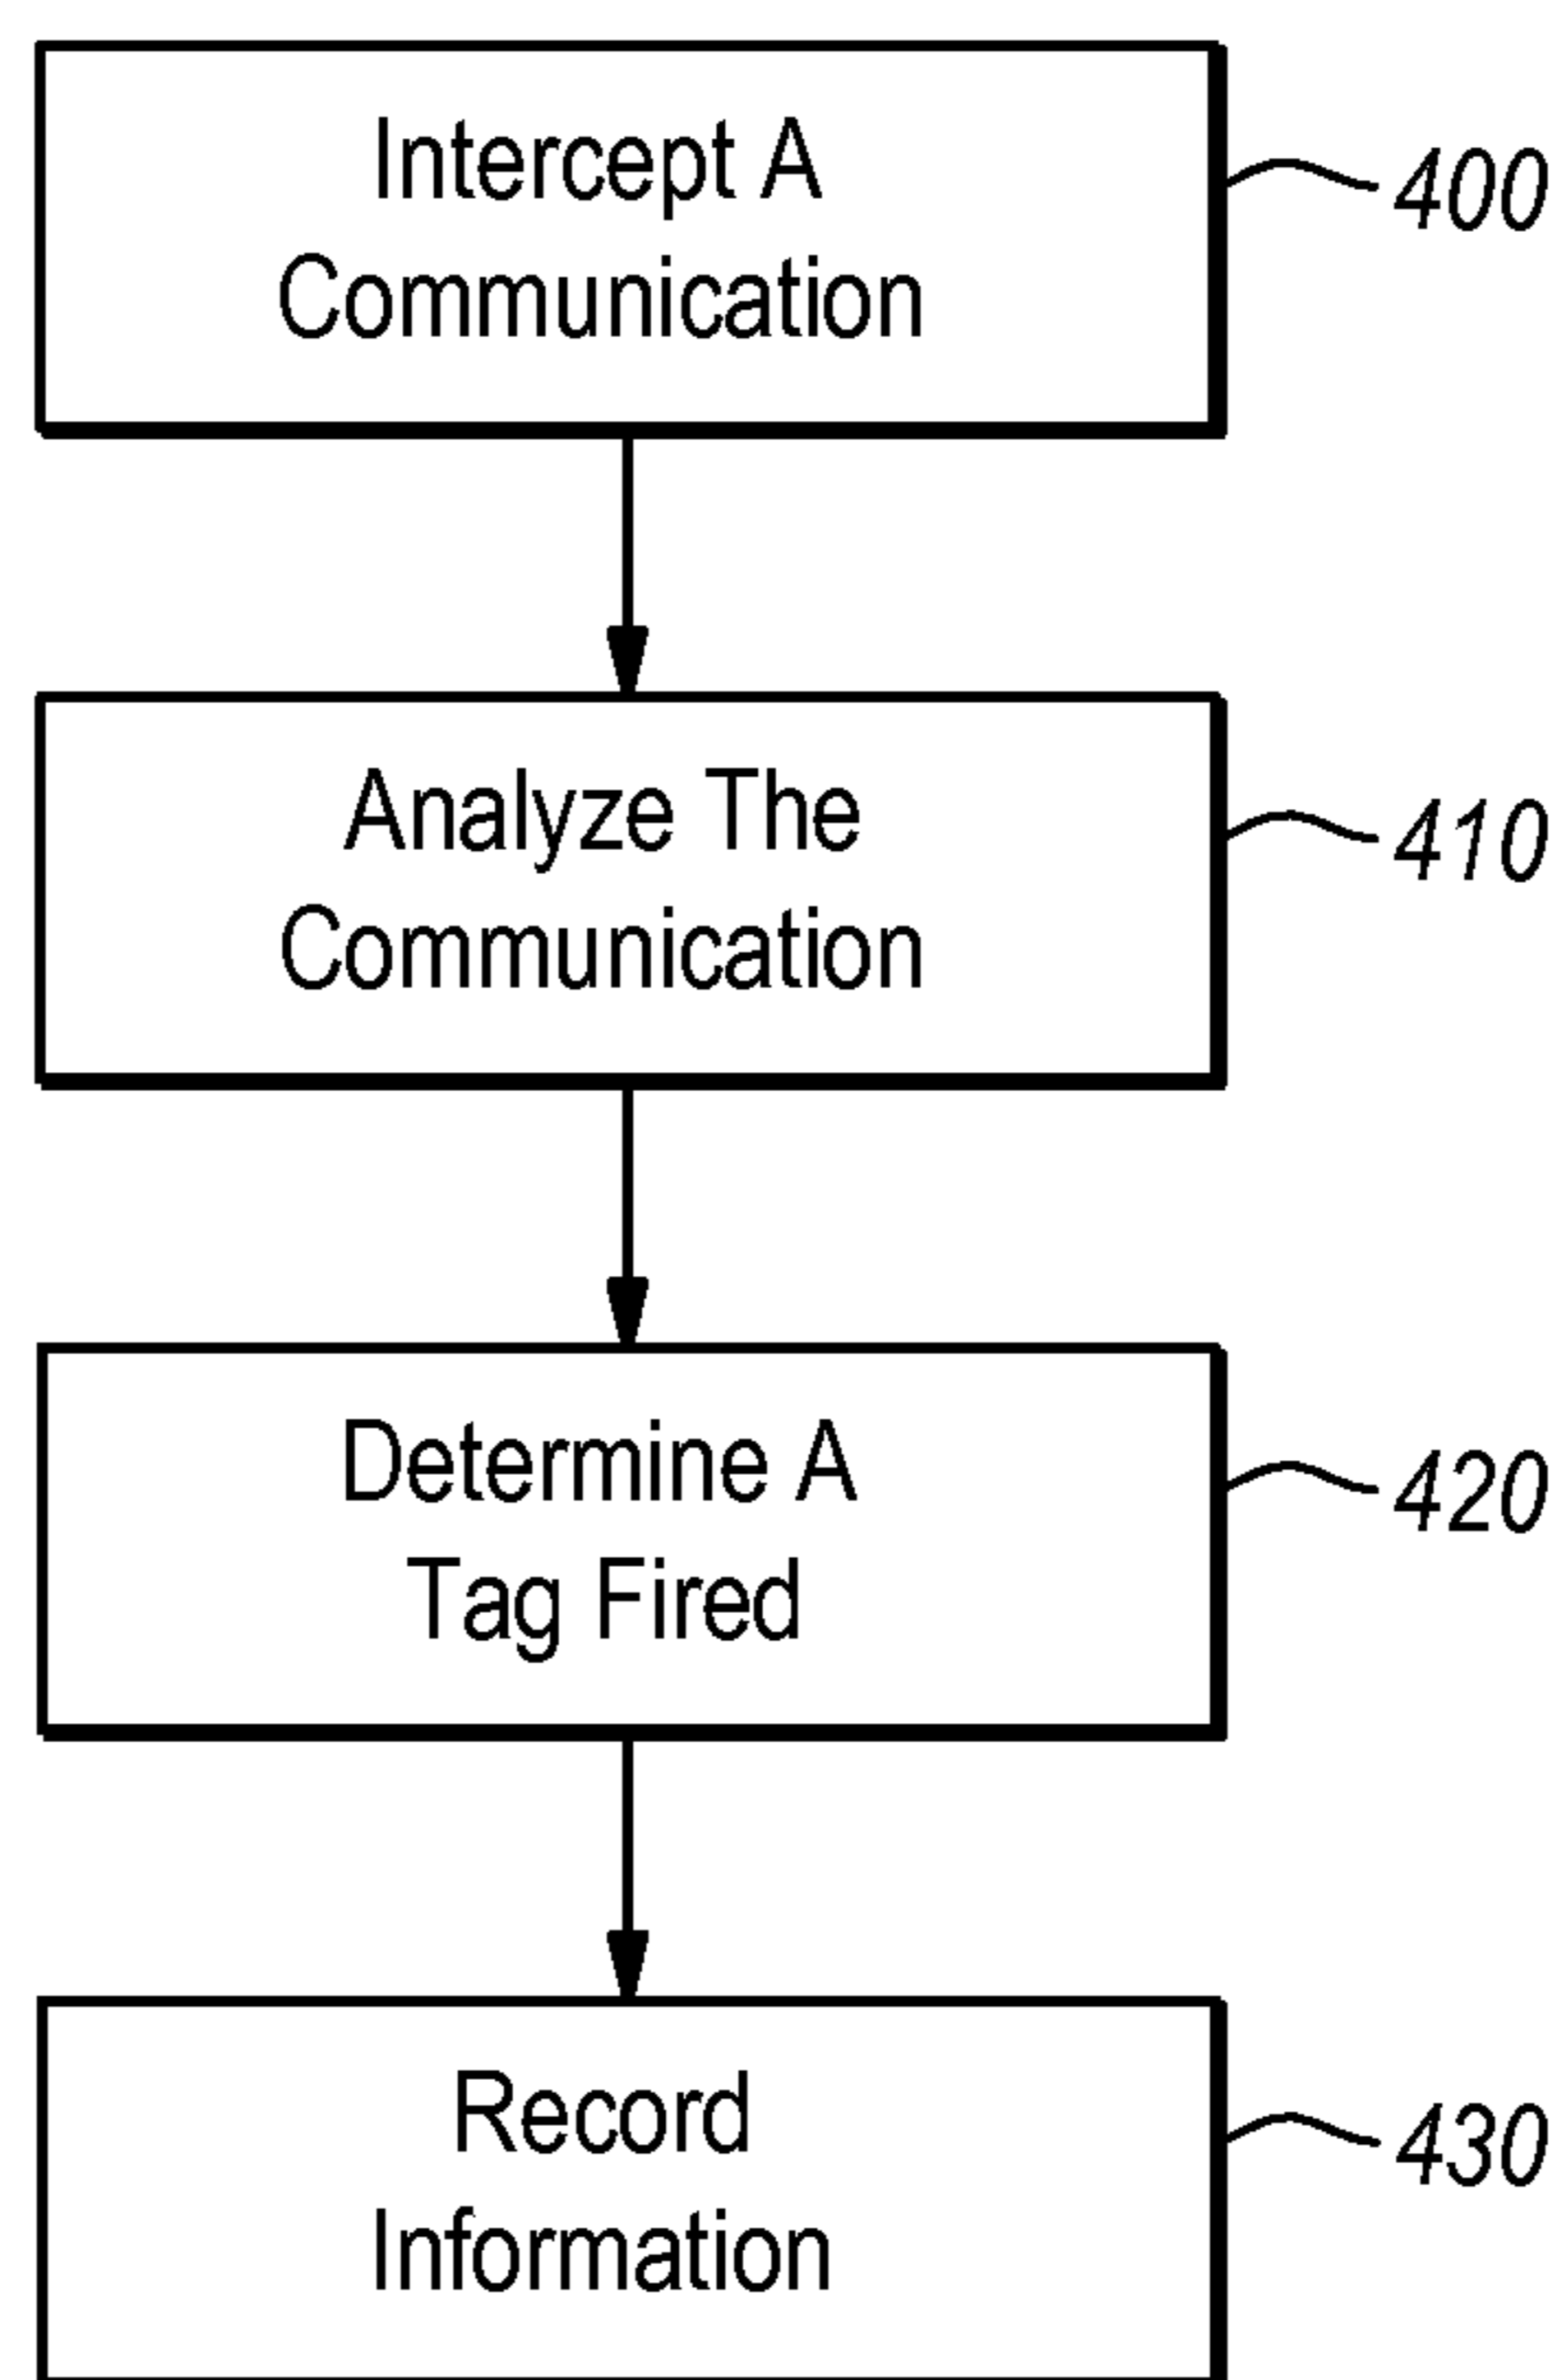 Intercept A
Communication
400
Analyze The
Communication
410
Determine A
Tag Fired
420
Record
Information
430